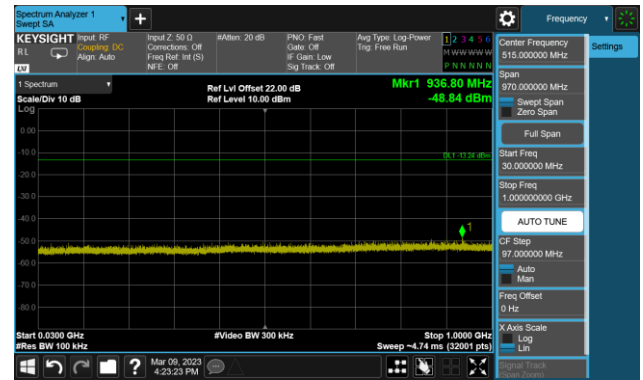 Spectrum Analyzer 1
Swept SA
Frequency
KEYSIGHT
Input: RF
Input Z: 50 Ω
#Atten: 20 dB
PNO: Fast
Avg Type: Log-Power
1 2 3 4 5 6
RL
Coupling: DC
Corrections: Off
Gate: Off
Trig: Free Run
M W W W W W
Align: Auto
Freq Ref: Int (S)
IF Gain: Low
NFE: Off
Sig Track: Off
P N N N N N
LXI
1 Spectrum
Scale/Div 10 dB
Ref Lvl Offset 22.00 dB
Ref Level 10.00 dBm
Mkr1 936.80 MHz
-48.84 dBm
Log
0.00
-10.0
DL1 -13.24 dBm
-20.0
-30.0
-40.0
1
-50.0
-60.0
-70.0
-80.0
Start 0.0300 GHz
#Video BW 300 kHz
Stop 1.0000 GHz
#Res BW 100 kHz
Sweep ~4.74 ms (32001 pts)
?
Mar 09, 2023
4:23:23 PM
Center Frequency
515.000000 MHz
Settings
Span
970.000000 MHz
Swept Span
Zero Span
Full Span
Start Freq
30.000000 MHz
Stop Freq
1.000000000 GHz
AUTO TUNE
CF Step
97.000000 MHz
Auto
Man
Freq Offset
0 Hz
X Axis Scale
Log
Lin
Signal Track
(Span Zoom)